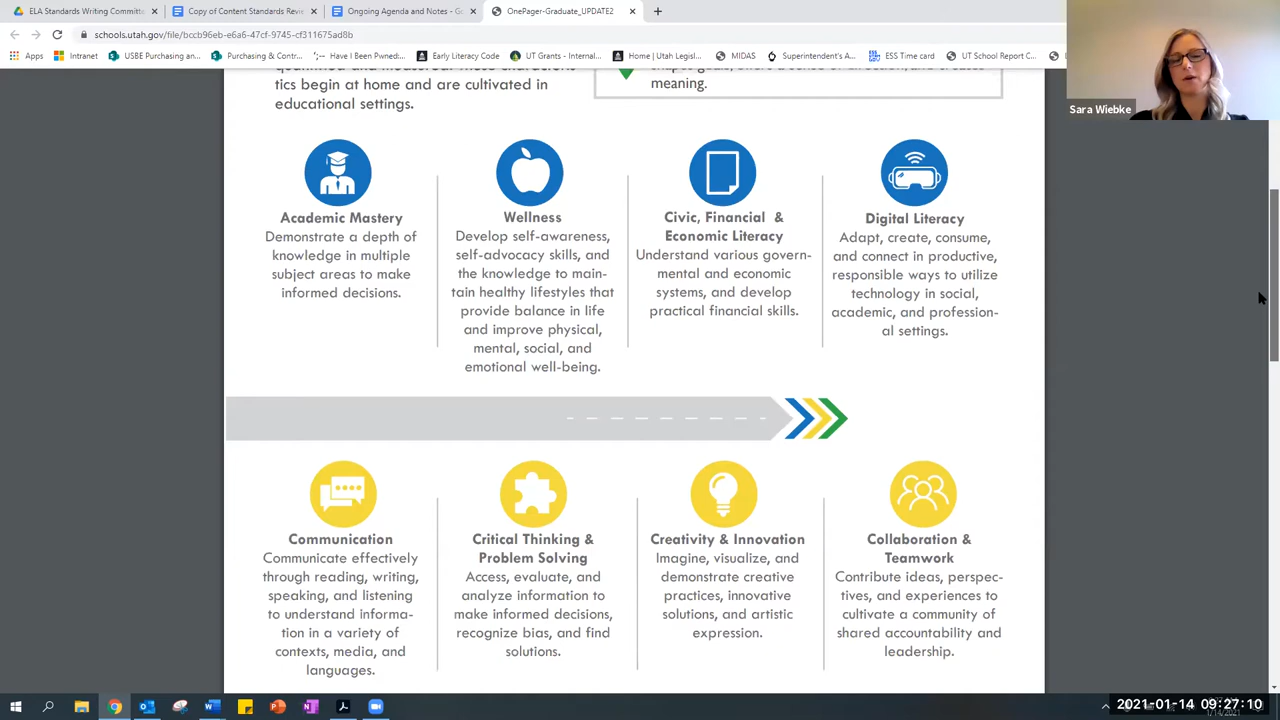 ELA Standards Writing Committe
Copy of Content Standards Revie
Ongoing Agenda and Notes - Go
OnePager-Graduate_UPDATE2
schools.utah.gov/file/bccb96eb-e6a6-47cf-9745-cf311675ad8b
Apps
Intranet
USBE Purchasing an...
Purchasing & Contr...
Have I Been Pwned:...
Early Literacy Code
UT Grants - Internal...
Home | Utah Legisl...
MIDAS
Superintendent's A...
ESS Time card
UT School Report C...
Sara Wiebke
tics begin at home and are cultivated in
educational settings.
meaning.
Academic Mastery
Demonstrate a depth of
knowledge in multiple
subject areas to make
informed decisions.
Wellness
Develop self-awareness,
self-advocacy skills, and
the knowledge to main-
tain healthy lifestyles that
provide balance in life
and improve physical,
mental, social, and
emotional well-being.
Civic, Financial &
Economic Literacy
Understand various govern-
mental and economic
systems, and develop
practical financial skills.
Digital Literacy
Adapt, create, consume,
and connect in productive,
responsible ways to utilize
technology in social,
academic, and profession-
al settings.
Communication
Communicate effectively
through reading, writing,
speaking, and listening
to understand informa-
tion in a variety of
contexts, media, and
languages.
Critical Thinking &
Problem Solving
Access, evaluate, and
analyze information to
make informed decisions,
recognize bias, and find
solutions.
Creativity & Innovation
Imagine, visualize, and
demonstrate creative
practices, innovative
solutions, and artistic
expression.
Collaboration &
Teamwork
Contribute ideas, perspec-
tives, and experiences to
cultivate a community of
shared accountability and
leadership.
2021-01-14 09:27:10